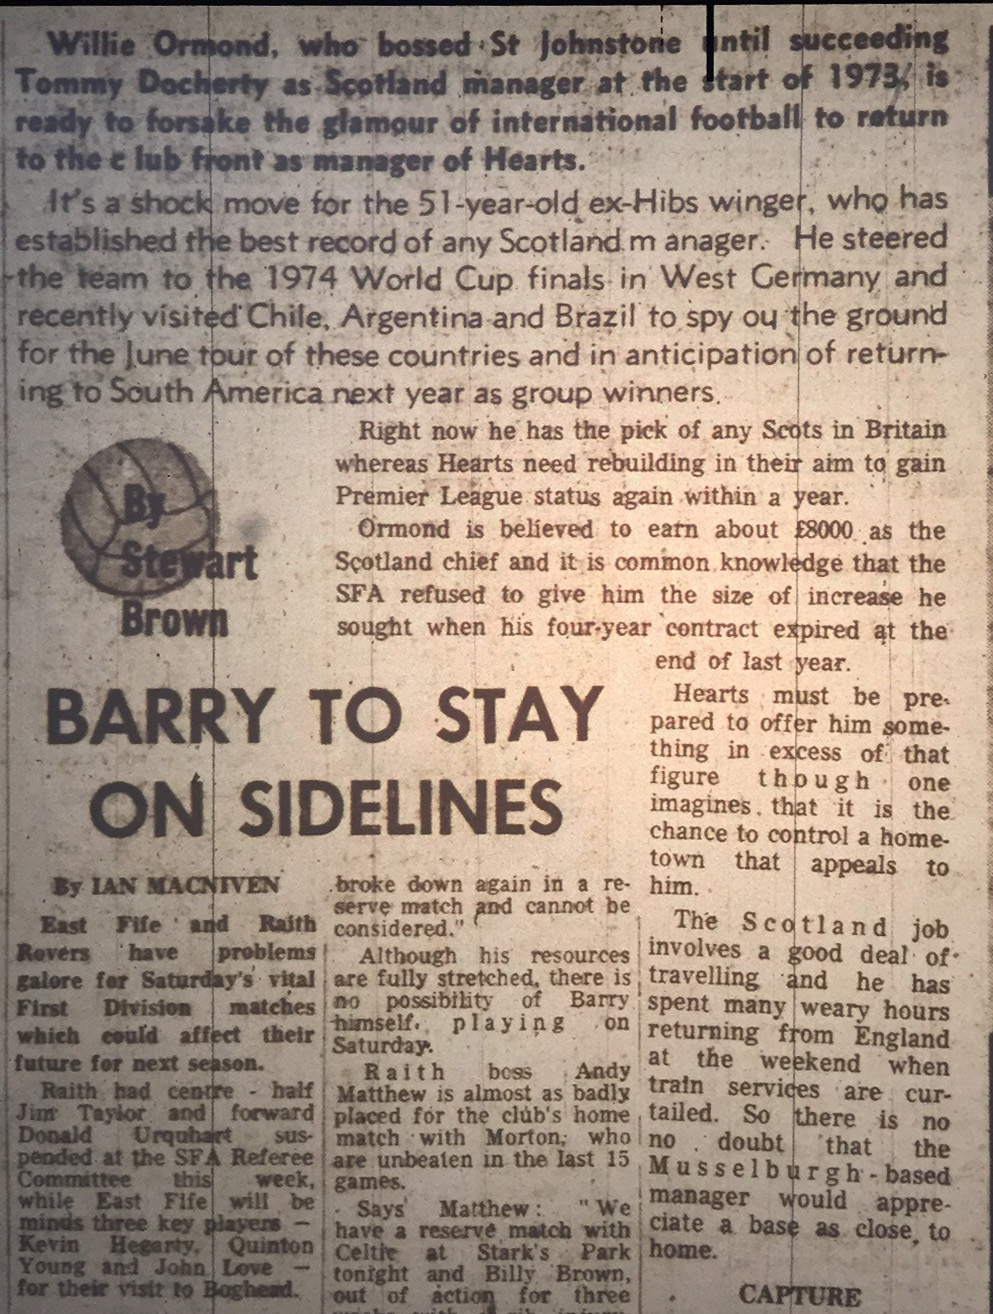 Willie Ormond, who bossed St Johnstone until succeeding
Tommy Docherty as Scotland manager at the start of 1973, is
ready to forsake the glamour of international football to return
to the c lub front as manager of Hearts.
It's a shock move for the 51-year-old ex-Hibs winger, who has
established the best record of any Scotland m anager. He steered
the team to the 1974 World Cup finals in West Germany and
recently visited Chile, Argentina and Brazil to spy ou the ground
for the June tour of these countries and in anticipation of return-
ing to South America next year as group winners.
Right now he has the pick of any Scots in Britain
whereas Hearts need rebuilding in their aim to gain
Premier League status again within a year.
Ormond is believed to earn about £8000 as the
Scotland chief and it is common knowledge that the
SFA refused to give him the size of increase he
sought when his four-year contract expired at the
end of last year.
Hearts must be pre-
pared to offer him some-
thing in excess of that
figure though one
imagines that it is the
chance to control a home-
town that appeals to
him.
The Scotland job
involves a good deal of
travelling and he has
spent many weary hours
returning from England
at the weekend when
train services are cur-
tailed. So there is no
no doubt that the
Musselburgh-based
manager would appre-
ciate a base as close to
home.
CAPTURE
By
Stewart
Brown
BARRY TO STAY
ON SIDELINES
By IAN MACNIVEN
East Fife and Raith
Rovers have problems
galore for Saturday's vital
First Division matches
which could affect their
future for next season.
Raith had centre-half
Jim Taylor and forward
Donald Urquhart sus-
pended at the SFA Referee
Committee this week,
while East Fife will be
minus three key players —
Kevin Hegarty, Quinton
Young and John Love —
for their visit to Boghead.
broke down again in a re-
serve match and cannot be
considered."
Although his resources
are fully stretched, there is
no possibility of Barry
himself playing on
Saturday.
Raith boss Andy
Matthew is almost as badly
placed for the club's home
match with Morton, who
are unbeaten in the last 15
games.
Says Matthew: "We
have a reserve match with
Celtic at Stark's Park
tonight and Billy Brown,
out of action for three